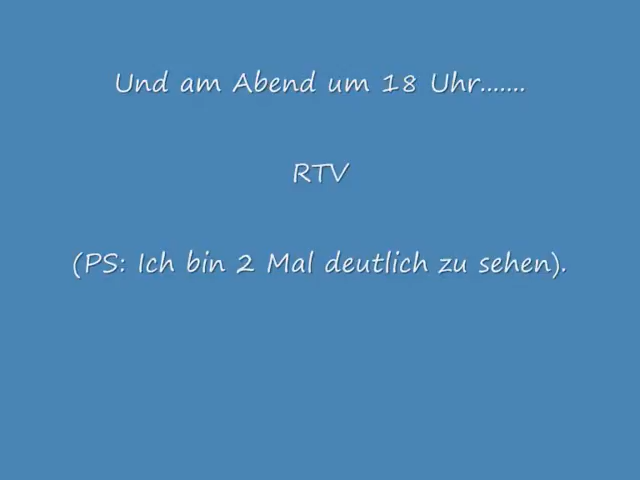 Und am Abend um 18 Uhr.......
RTV
(PS: Ich bin 2 Mal deutlich zu sehen).